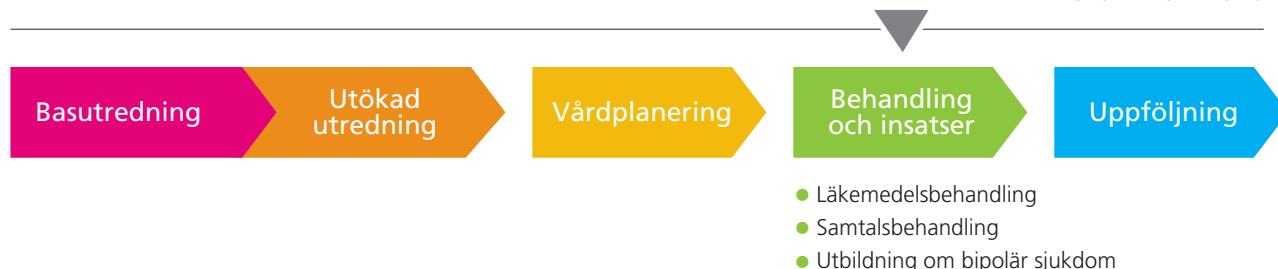 Basutredning
Utökad
utredning
Vårdplanering
Behandling
och insatser
Uppföljning
● Läkemedelsbehandling
● Samtalsbehandling
● Utbildning om bipolär sjukdom